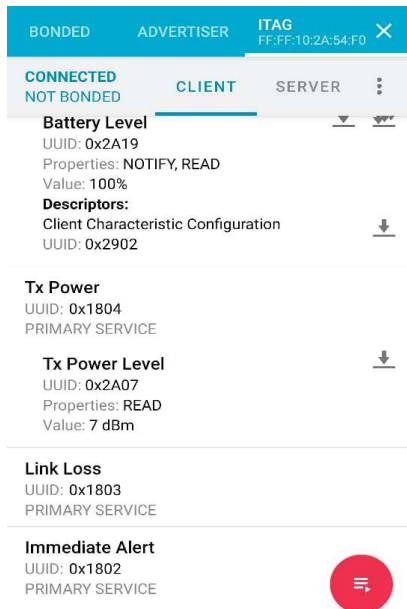 BONDED ADVERTISER ITAG
FF:FF:10:2A:54:F0
CONNECTED
NOT BONDED
CLIENT SERVER
Battery Level
UUID: 0x2A19
Properties: NOTIFY, READ
Value: 100%
Descriptors:
Client Characteristic Configuration
UUID: 0x2902
Tx Power
UUID: 0x1804
PRIMARY SERVICE
Tx Power Level
UUID: 0x2A07
Properties: READ
Value: 7 dBm
Link Loss
UUID: 0x1803
PRIMARY SERVICE
Immediate Alert
UUID: 0x1802
PRIMARY SERVICE